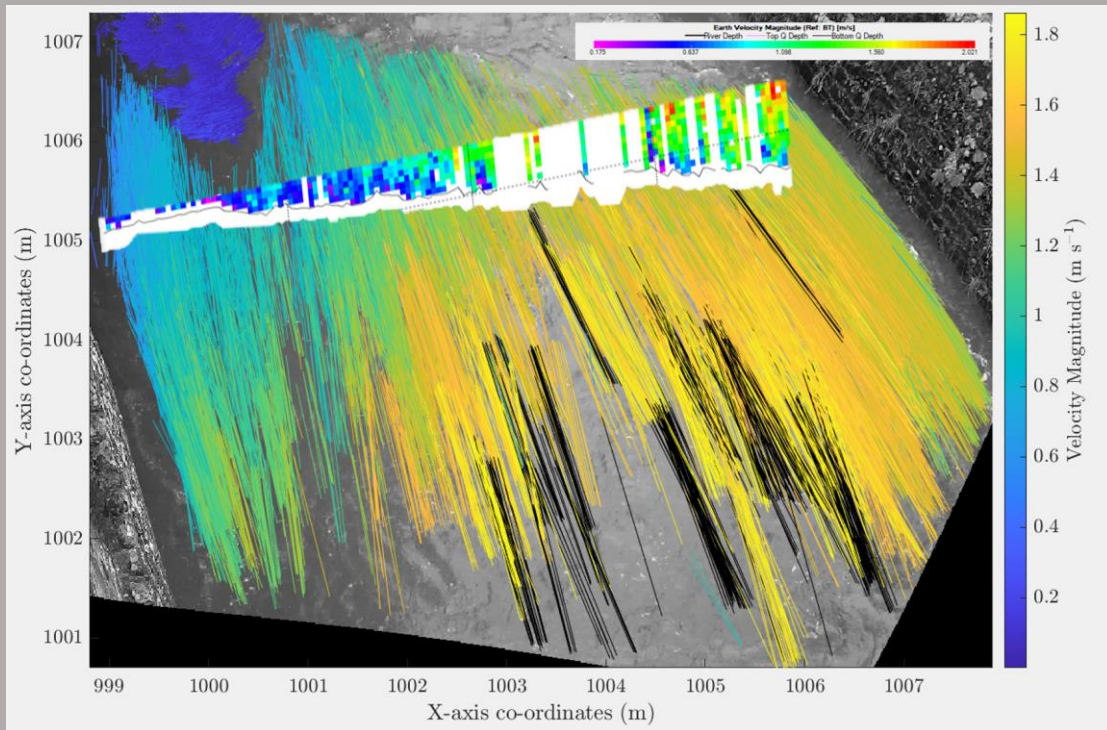 Earth Velocity Magnitude (Ref: BT) [m/s]
River Depth Top Q Depth Bottom Q Depth
0.175 0.637 1.098 1.560 2.021
1007
1006
1005
1004
1003
1002
1001
Y-axis co-ordinates (m)
999 1000 1001 1002 1003 1004 1005 1006 1007
X-axis co-ordinates (m)
1.8
1.6
1.4
1.2
1
0.8
0.6
0.4
0.2
Velocity Magnitude (m s⁻¹)